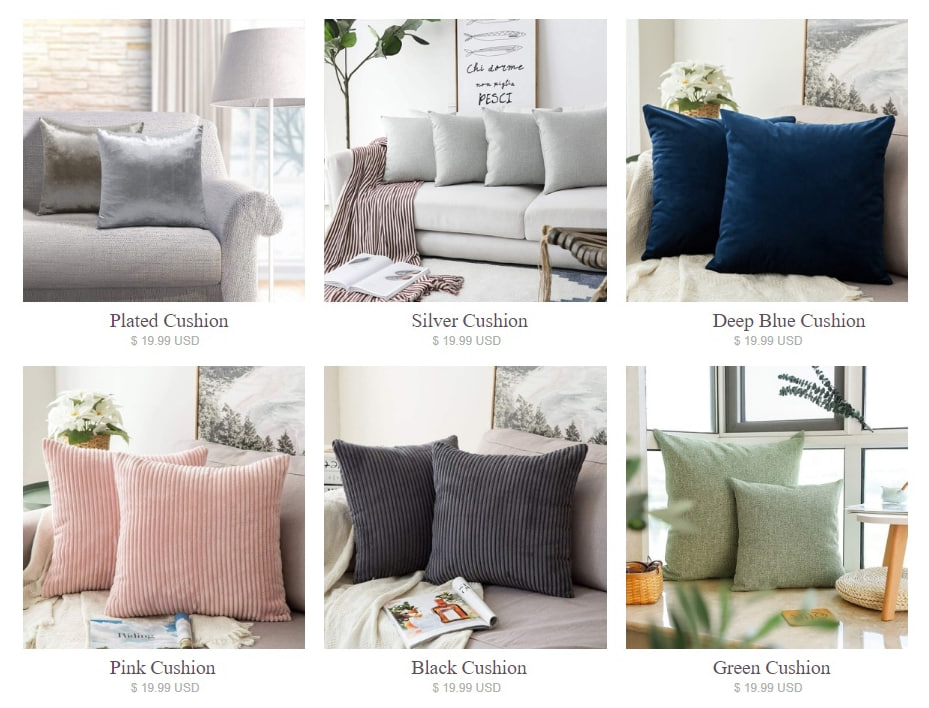 Chi dorme
non piglia
PESCI
Plated Cushion
$ 19.99 USD
Silver Cushion
$ 19.99 USD
Deep Blue Cushion
$ 19.99 USD
Riding
Pink Cushion
$ 19.99 USD
Black Cushion
$ 19.99 USD
Green Cushion
$ 19.99 USD